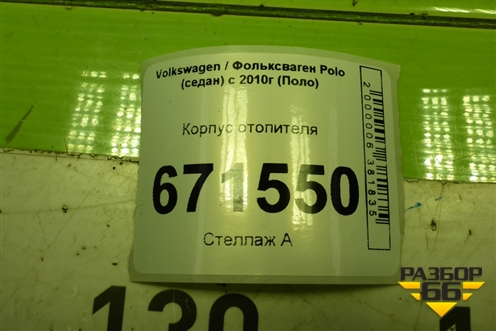 Volkswagen / Фольксваген Polo
(седан) с 2010г (Поло)
Корпус отопителя
671550
Стеллаж А
2000006381835
РАЗБОР
66